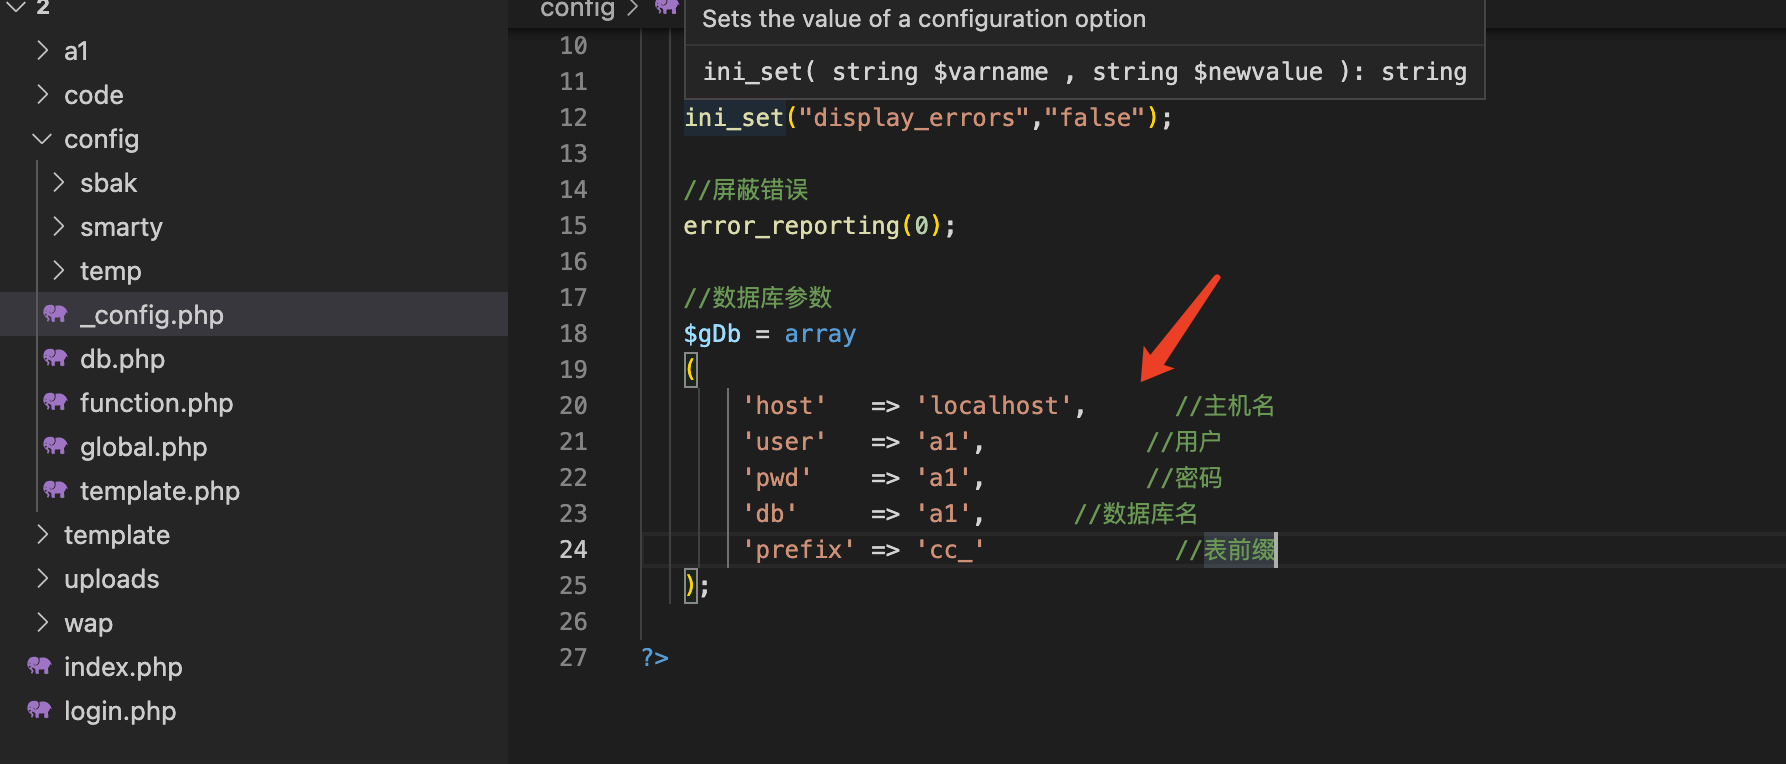 2
a1
code
config
sbak
smarty
temp
_config.php
db.php
function.php
global.php
template.php
template
uploads
wap
index.php
login.php
config >
Sets the value of a configuration option
ini_set( string $varname , string $newvalue ): string
10
11
12 ini_set("display_errors","false");
13
14 //屏蔽错误
15 error_reporting(0);
16
17 //数据库参数
18 $gDb = array
19 (
20 'host' => 'localhost', //主机名
21 'user' => 'a1', //用户
22 'pwd' => 'a1', //密码
23 'db' => 'a1', //数据库名
24 'prefix' => 'cc_' //表前缀
25 );
26
27 ?>